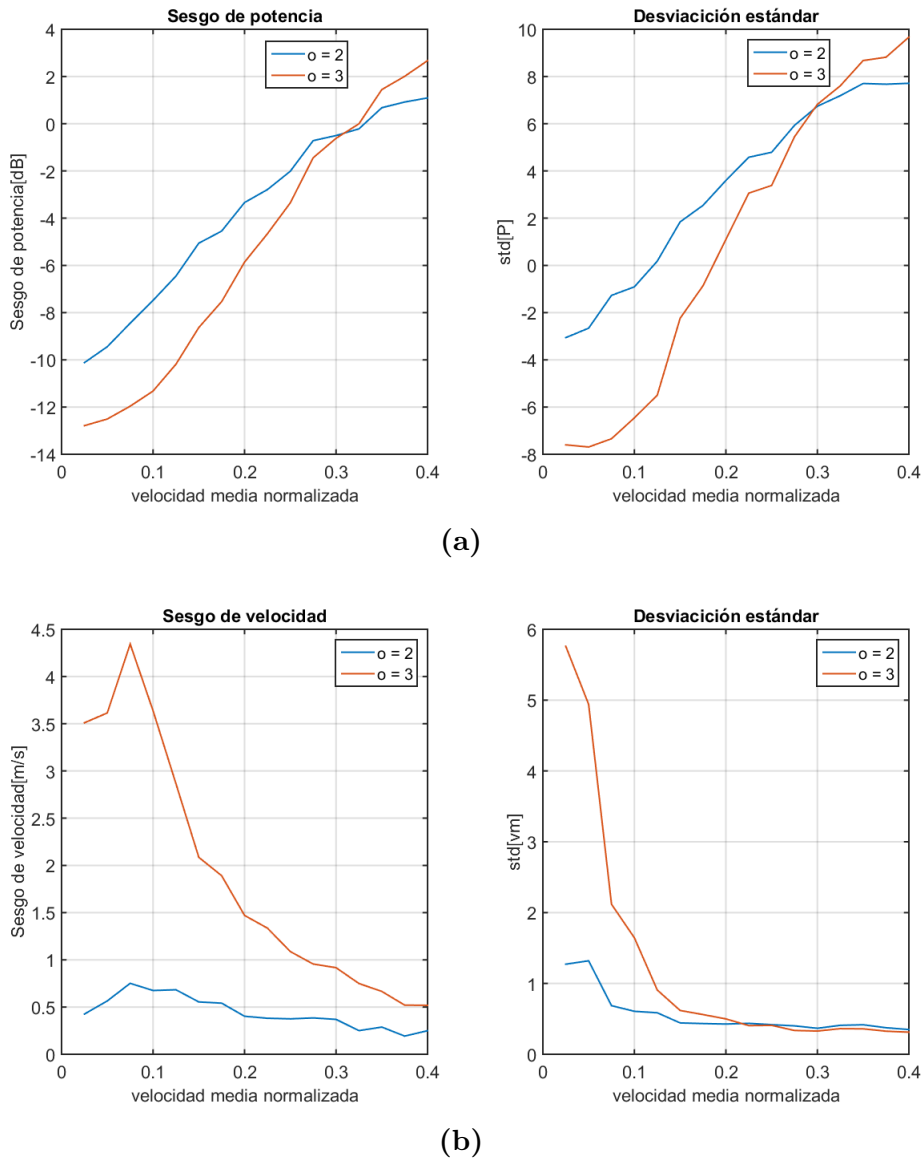 Sesgo de potencia
Sesgo de potencia[dB]
4
2
0
-2
-4
-6
-8
-10
-12
-14
o = 2
o = 3
0 0.1 0.2 0.3 0.4
velocidad media normalizada
Desviacición estándar
std[P]
10
8
6
4
2
0
-2
-4
-6
-8
o = 2
o = 3
0 0.1 0.2 0.3 0.4
velocidad media normalizada
(a)
Sesgo de velocidad
Sesgo de velocidad[m/s]
4.5
4
3.5
3
2.5
2
1.5
1
0.5
0
o = 2
o = 3
0 0.1 0.2 0.3 0.4
velocidad media normalizada
Desviacición estándar
std[vm]
6
5
4
3
2
1
0
o = 2
o = 3
0 0.1 0.2 0.3 0.4
velocidad media normalizada
(b)